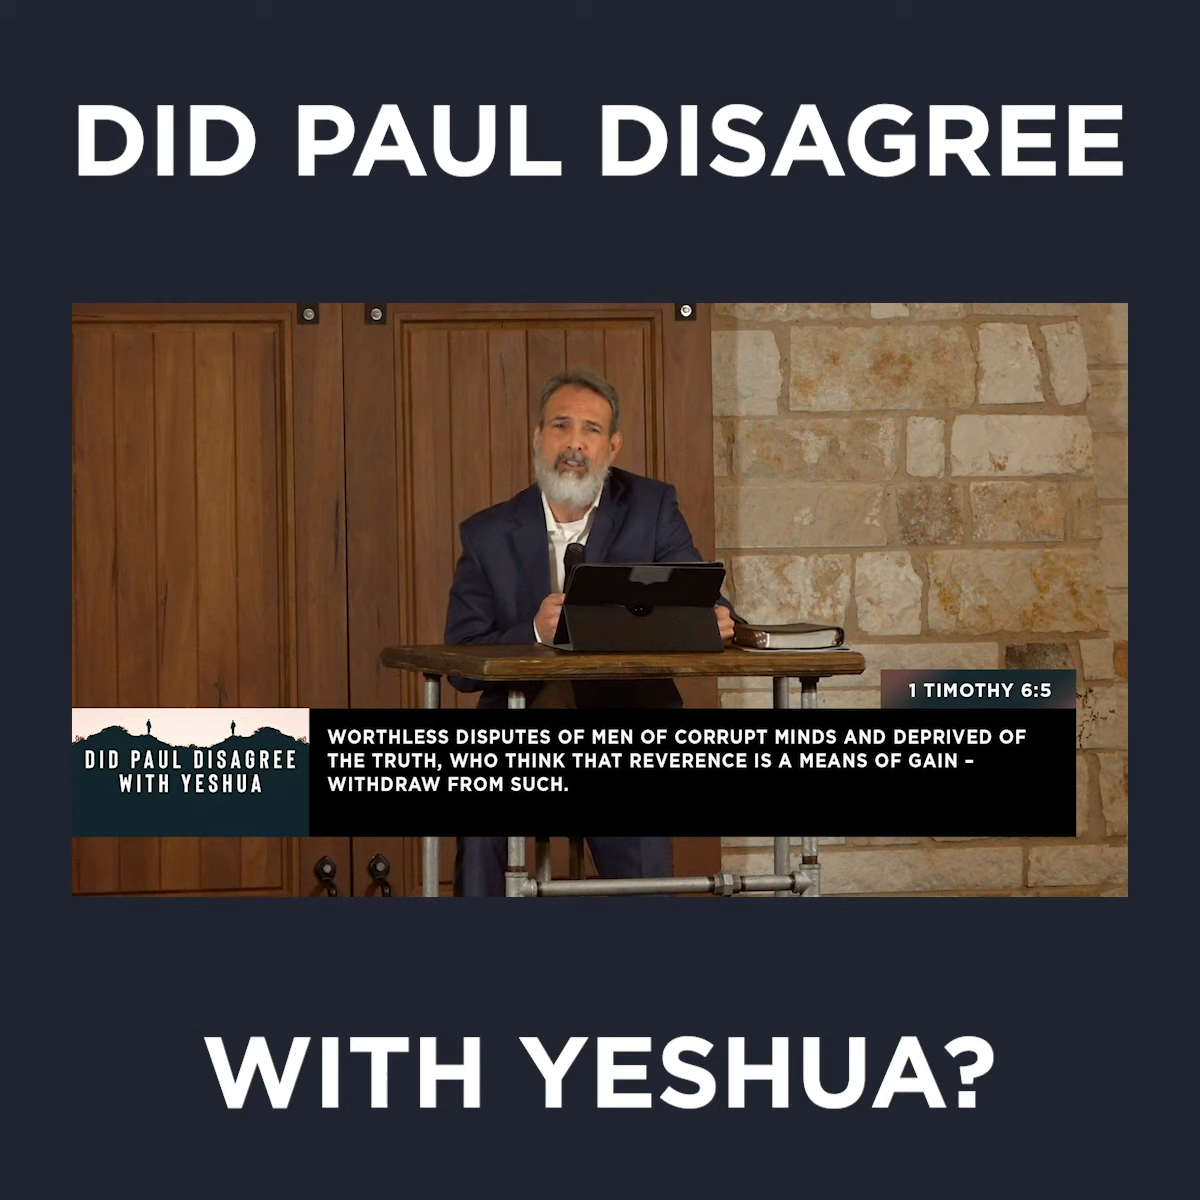 DID PAUL DISAGREE
1 TIMOTHY 6:5
DID PAUL DISAGREE
WITH YESHUA
WORTHLESS DISPUTES OF MEN OF CORRUPT MINDS AND DEPRIVED OF
THE TRUTH, WHO THINK THAT REVERENCE IS A MEANS OF GAIN –
WITHDRAW FROM SUCH.
WITH YESHUA?